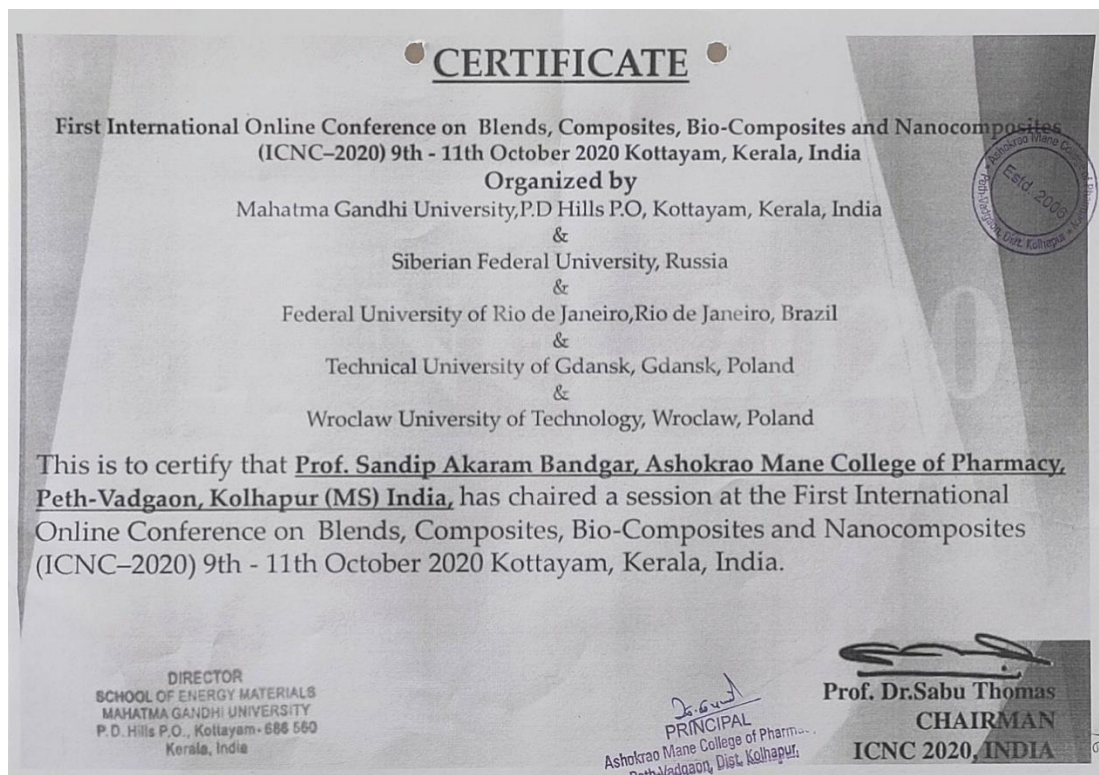 CERTIFICATE
First International Online Conference on Blends, Composites, Bio-Composites and Nanocomposites
(ICNC–2020) 9th - 11th October 2020 Kottayam, Kerala, India
Organized by
Mahatma Gandhi University,P.D Hills P.O, Kottayam, Kerala, India
&
Siberian Federal University, Russia
&
Federal University of Rio de Janeiro,Rio de Janeiro, Brazil
&
Technical University of Gdansk, Gdansk, Poland
&
Wroclaw University of Technology, Wroclaw, Poland
Ashokrao Mane
Estd. 2006
Peth-Vadgaon, Dist. Kolhapur
This is to certify that Prof. Sandip Akaram Bandgar, Ashokrao Mane College of Pharmacy,
Peth-Vadgaon, Kolhapur (MS) India, has chaired a session at the First International
Online Conference on Blends, Composites, Bio-Composites and Nanocomposites
(ICNC–2020) 9th - 11th October 2020 Kottayam, Kerala, India.
DIRECTOR
SCHOOL OF ENERGY MATERIALS
MAHATMA GANDHI UNIVERSITY
P.D. Hills P.O., Kottayam- 686 560
Kerala, India
PRINCIPAL
Ashokrao Mane College of Pharm
Peth-Vadgaon, Dist. Kolhapur.
Prof. Dr.Sabu Thomas
CHAIRMAN
ICNC 2020, INDIA